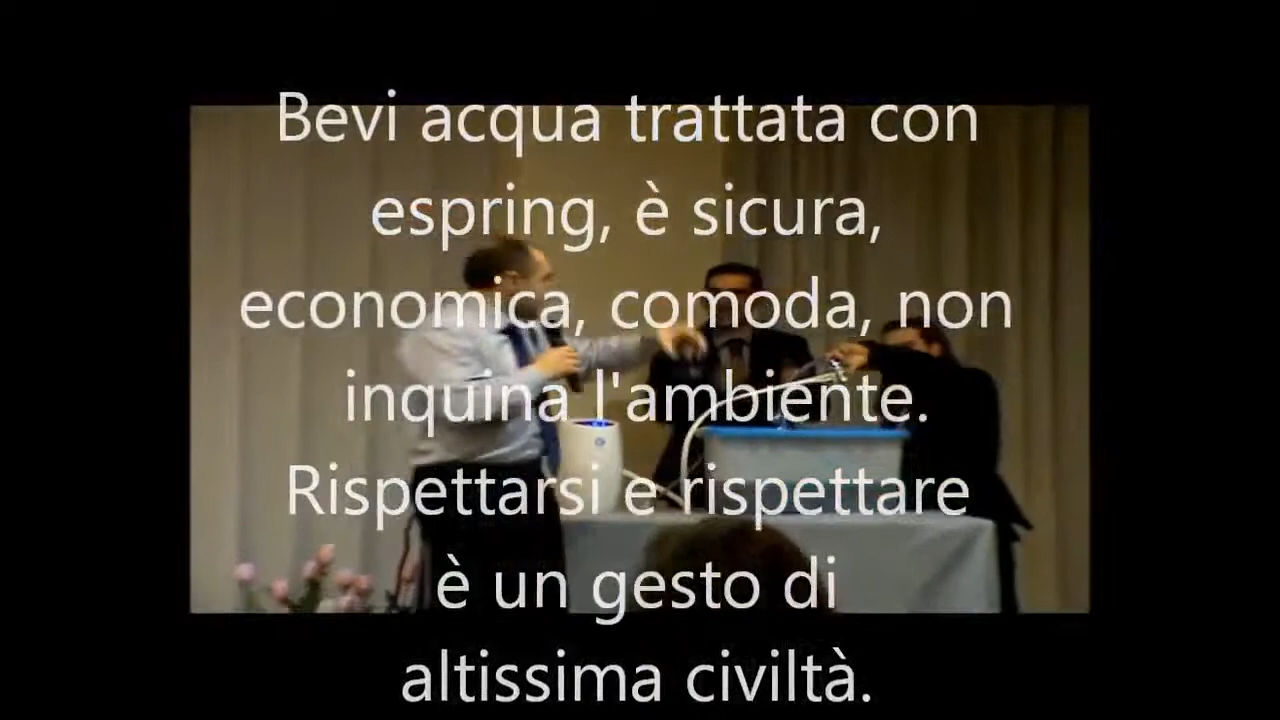 Bevi acqua trattata con
espring, è sicura,
economica, comoda, non
inquina l'ambiente.
Rispettarsi e rispettare
è un gesto di
altissima civiltà.